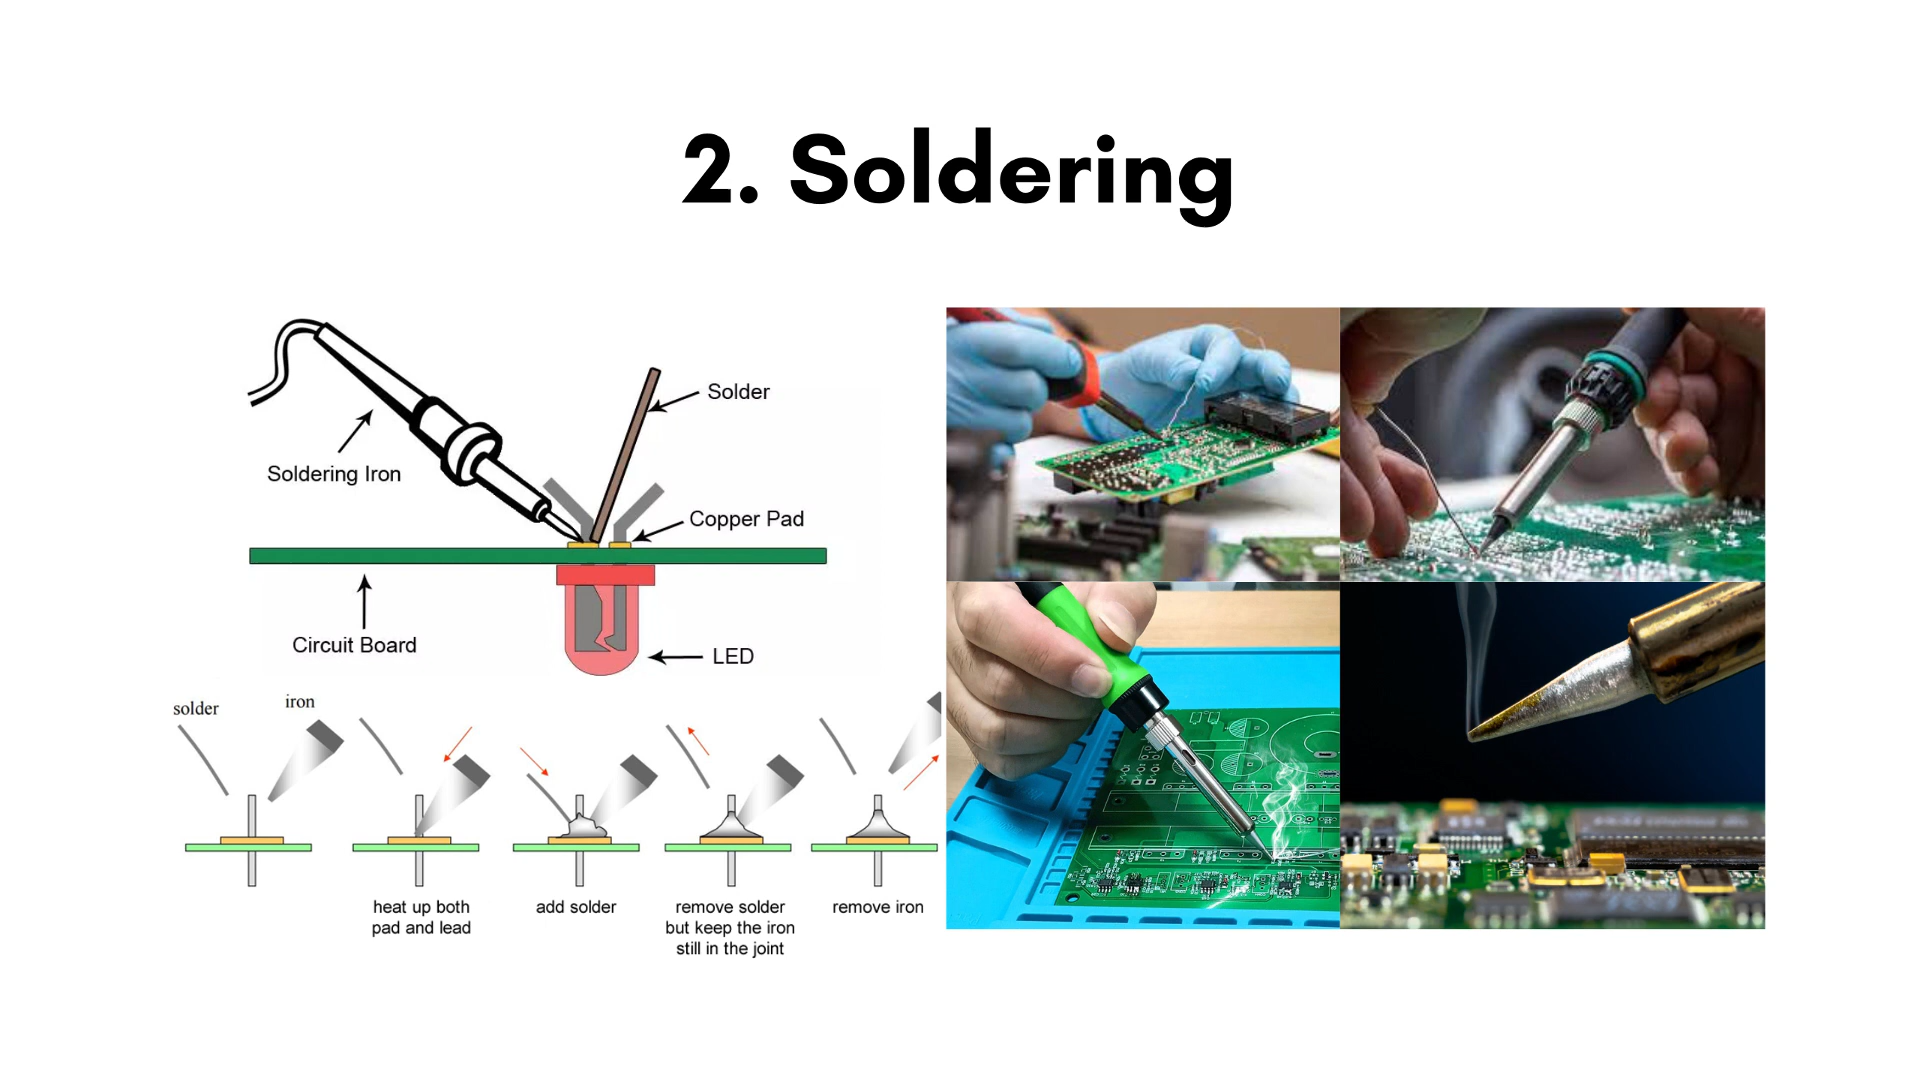 2. Soldering
Solder
Soldering Iron
Copper Pad
Circuit Board
LED
solder
iron
heat up both
pad and lead
add solder
remove solder
but keep the iron
still in the joint
remove iron